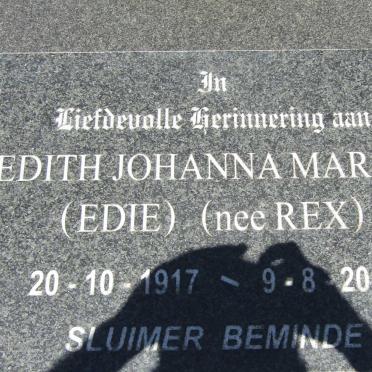 In
Liefdevolle Herinnering aan
EDITH JOHANNA MAR
(EDIE) (nee REX)
20 - 10 - 1917 ~ 9 - 8 - 20
SLUIMER BEMINDE